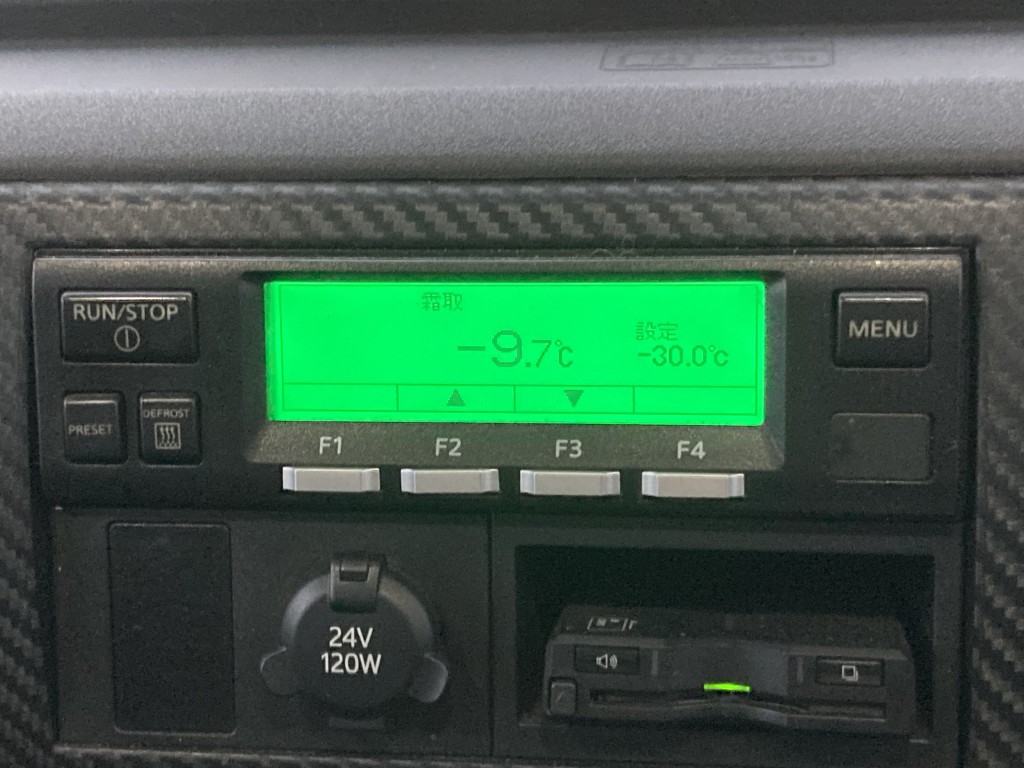 RUN/STOP
霜取
-9.7℃
設定
-30.0℃
▲ ▼
MENU
PRESET
DEFROST
F1 F2 F3 F4
24V
120W